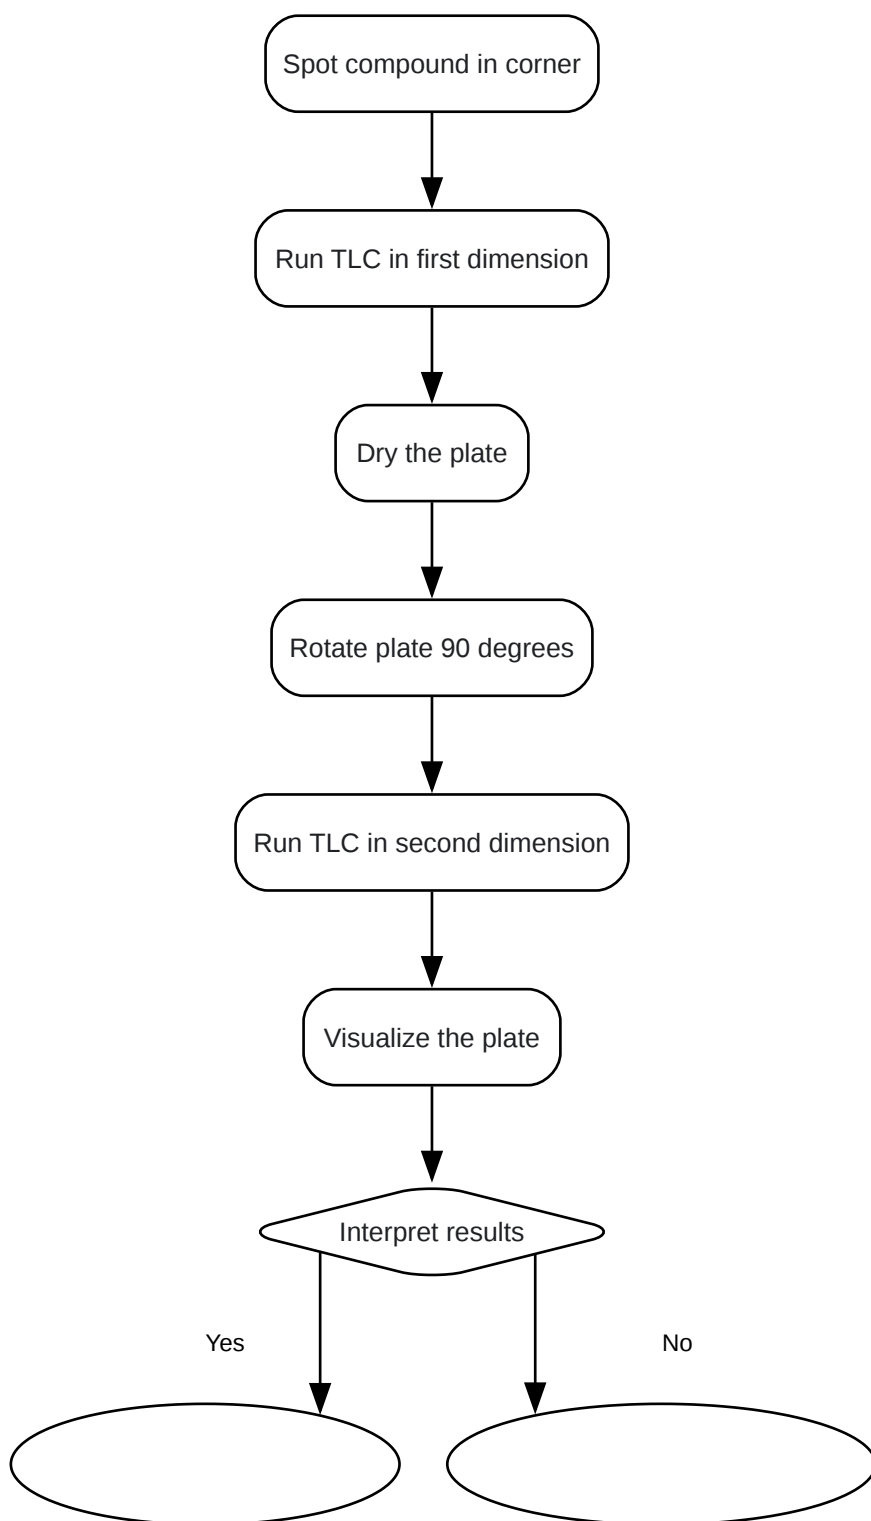 Spot compound in corner
Run TLC in first dimension
Dry the plate
Rotate plate 90 degrees
Run TLC in second dimension
Visualize the plate
Interpret results
Yes
No